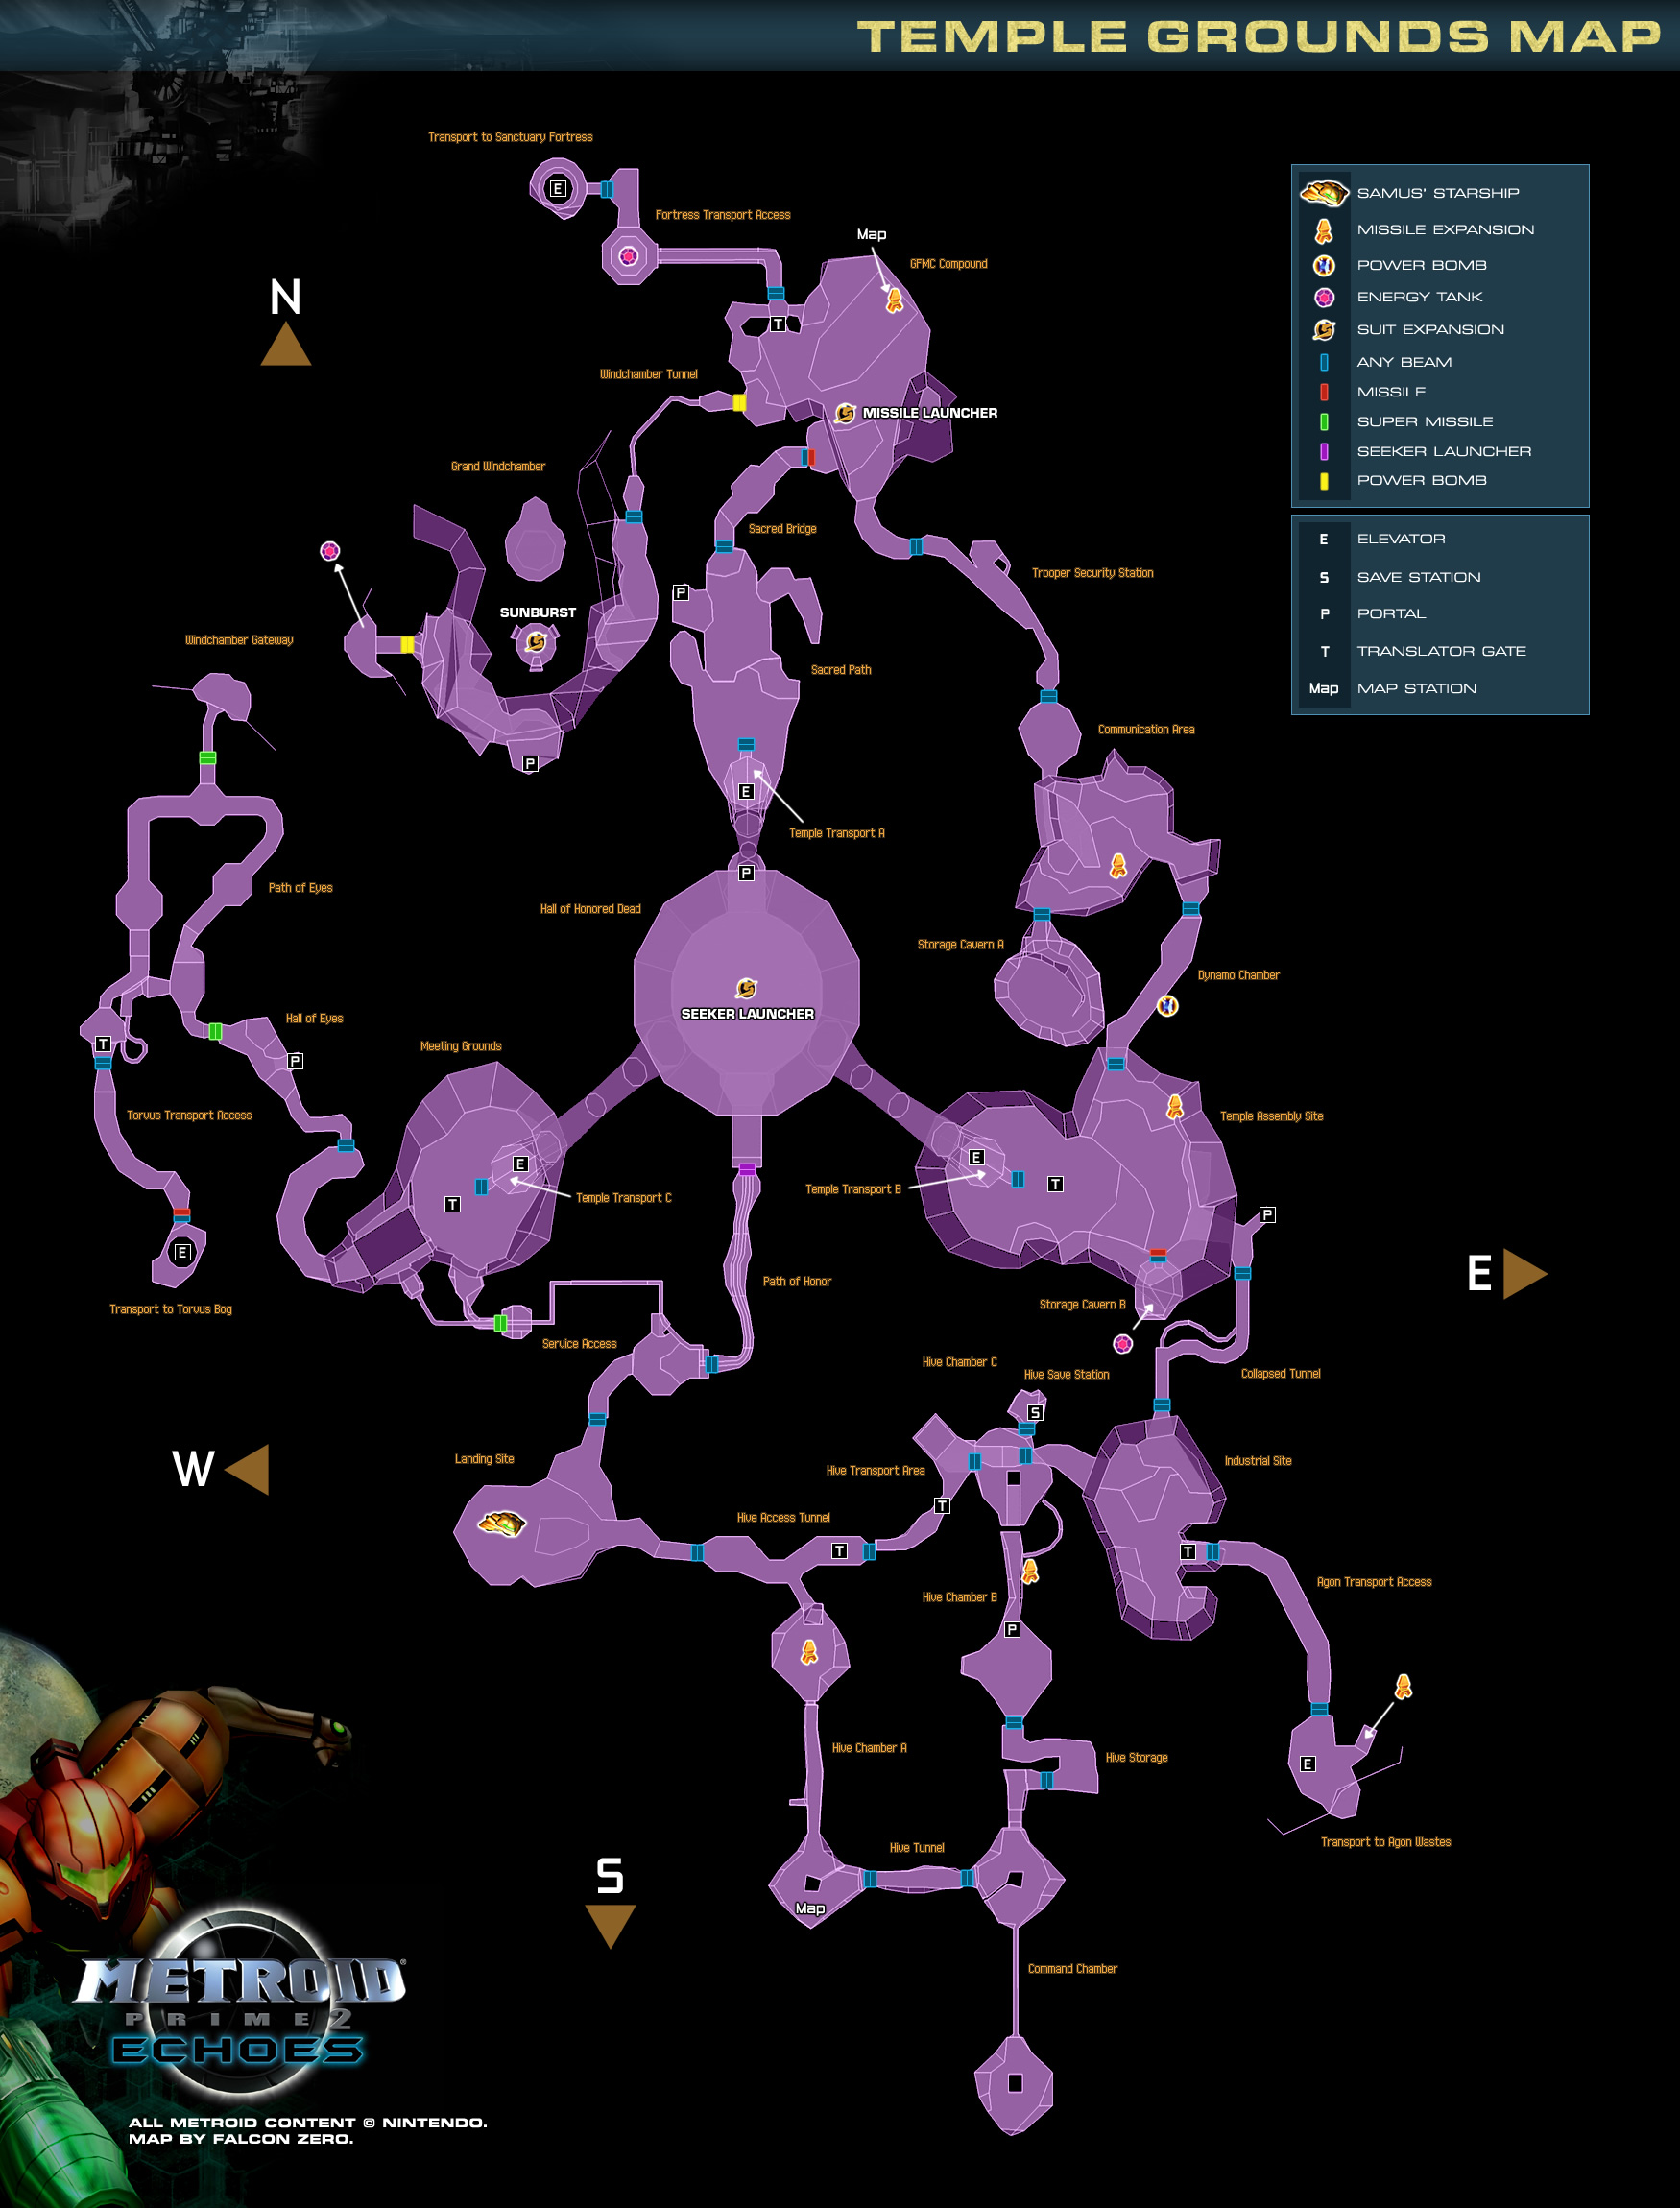 TEMPLE GROUNDS MAP
Transport to Sanctuary Fortress
E
Fortress Transport Access
Map
GFMC Compound
T
N
Windchamber Tunnel
MISSILE LAUNCHER
Grand Windchamber
Sacred Bridge
Trooper Security Station
P
SUNBURST
Windchamber Gateway
Sacred Path
P
Communication Area
E
Temple Transport A
P
Path of Eyes
Hall of Honored Dead
Storage Cavern A
Dynamo Chamber
SEEKER LAUNCHER
Hall of Eyes
T
Meeting Grounds
P
Torvus Transport Access
Temple Assembly Site
E
E
Temple Transport C
Temple Transport B
T
T
P
E
Transport to Torvus Bog
Path of Honor
E
Storage Cavern B
Service Access
Hive Chamber C
Hive Save Station
Collapsed Tunnel
S
W
Landing Site
Hive Transport Area
Industrial Site
T
Hive Access Tunnel
T
T
Agon Transport Access
Hive Chamber B
P
Hive Chamber A
Hive Storage
E
Transport to Agon Wastes
Hive Tunnel
S
Map
Command Chamber
SAMUS' STARSHIP
MISSILE EXPANSION
POWER BOMB
ENERGY TANK
SUIT EXPANSION
ANY BEAM
MISSILE
SUPER MISSILE
SEEKER LAUNCHER
POWER BOMB
E ELEVATOR
S SAVE STATION
P PORTAL
T TRANSLATOR GATE
Map MAP STATION
METROID®
PRIME 2
ECHOES
ALL METROID CONTENT © NINTENDO.
MAP BY FALCON ZERO.